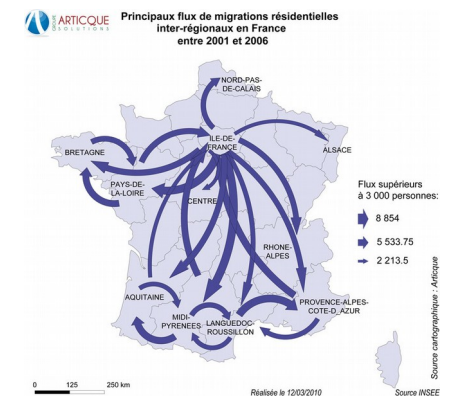 GROUPE ARTICQUE
SOLUTIONS
Principaux flux de migrations résidentielles
inter-régionaux en France
entre 2001 et 2006
NORD-PAS-
DE-CALAIS
ILE-DE-
FRANCE
ALSACE
BRETAGNE
PAYS-DE-
LA-LOIRE
CENTRE
Flux supérieurs
à 3 000 personnes:
8 854
5 533.75
2 213.5
RHONE-
ALPES
AQUITAINE
MIDI-
PYRENEES
LANGUEDOC-
ROUSSILLON
PROVENCE-ALPES-
COTE-D_AZUR
Source cartographique : Articque
0 125 250 km
Réalisée le 12/03/2010
Source INSEE